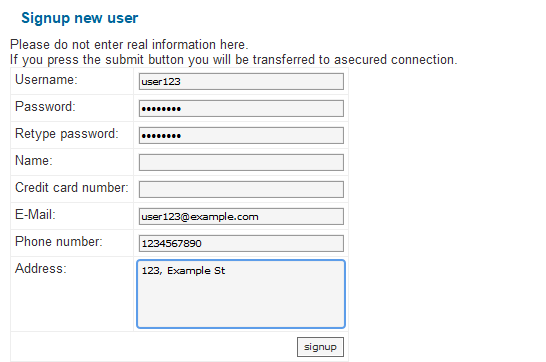 Signup new user
Please do not enter real information here.
If you press the submit button you will be transferred to asecured connection.
Username: user123
Password: ••••••••
Retype password: ••••••••
Name:
Credit card number:
E-Mail: user123@example.com
Phone number: 1234567890
Address: 123, Example St
signup